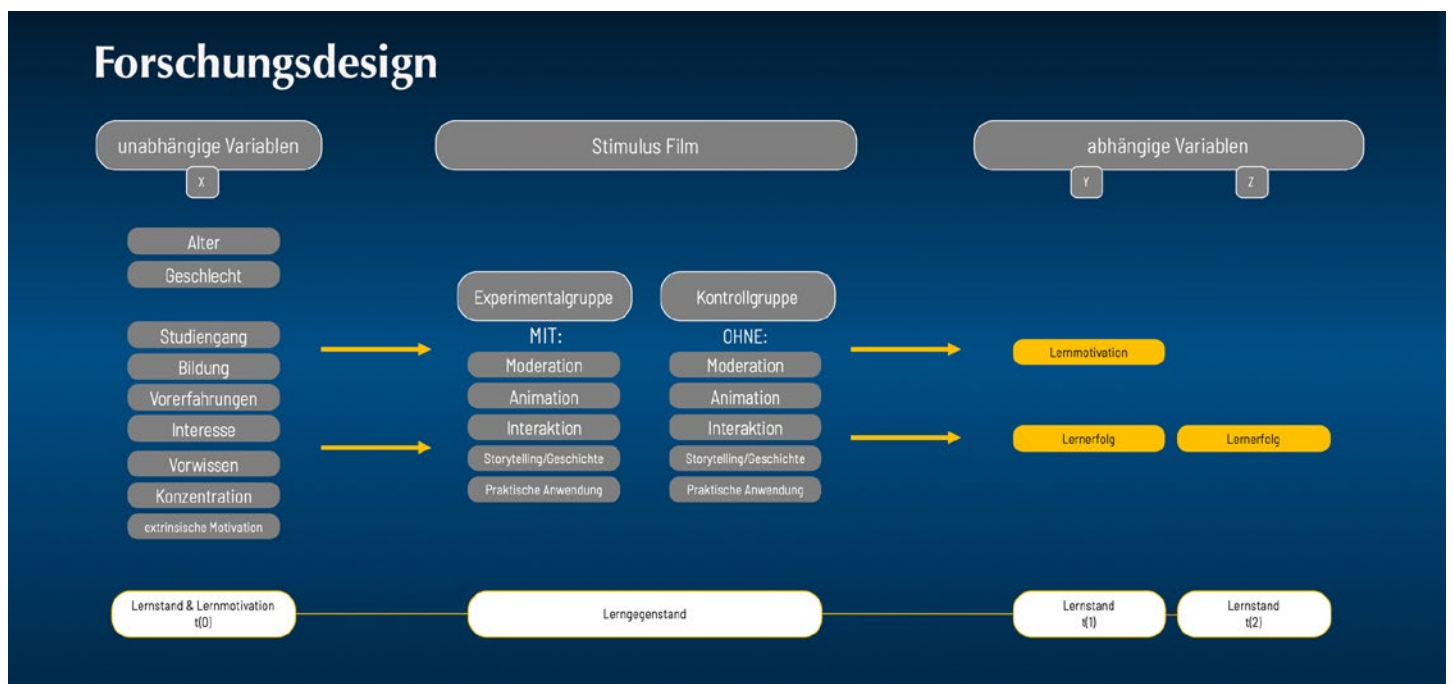 Forschungsdesign
unabhängige Variablen
X
Alter
Geschlecht
Studiengang
Bildung
Vorerfahrungen
Interesse
Vorwissen
Konzentration
extrinsische Motivation
Stimulus Film
Experimentalgruppe
MIT:
Moderation
Animation
Interaktion
Storytelling/Geschichte
Praktische Anwendung
Kontrollgruppe
OHNE:
Moderation
Animation
Interaktion
Storytelling/Geschichte
Praktische Anwendung
abhängige Variablen
Y
Z
Lernmotivation
Lernerfolg
Lernerfolg
Lernstand & Lernmotivation
t(0)
Lerngegenstand
Lernstand
t(1)
Lernstand
t(2)